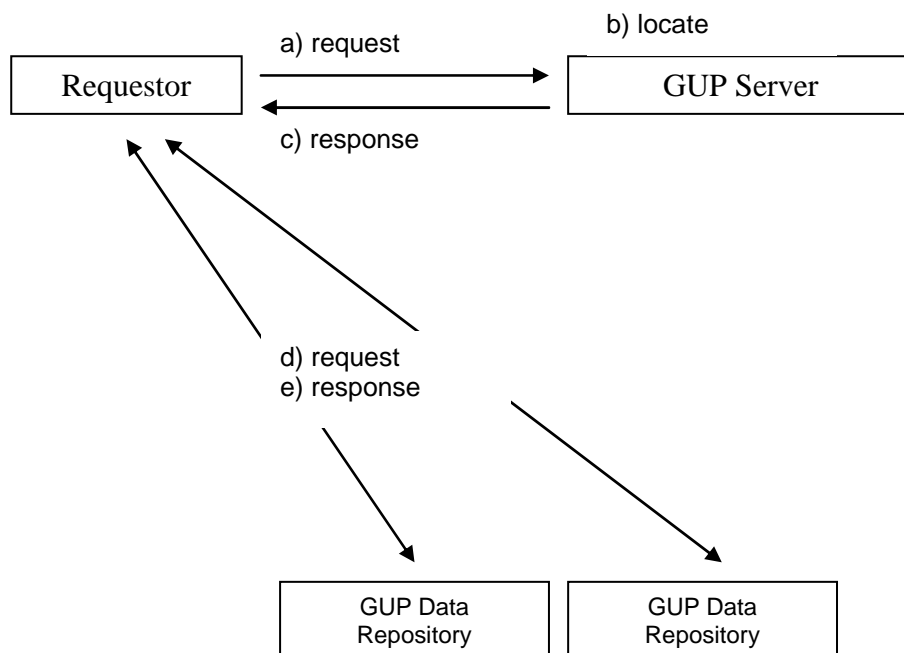 b) locate
a) request
Requestor
GUP Server
c) response
d) request
e) response
GUP Data
Repository
GUP Data
Repository